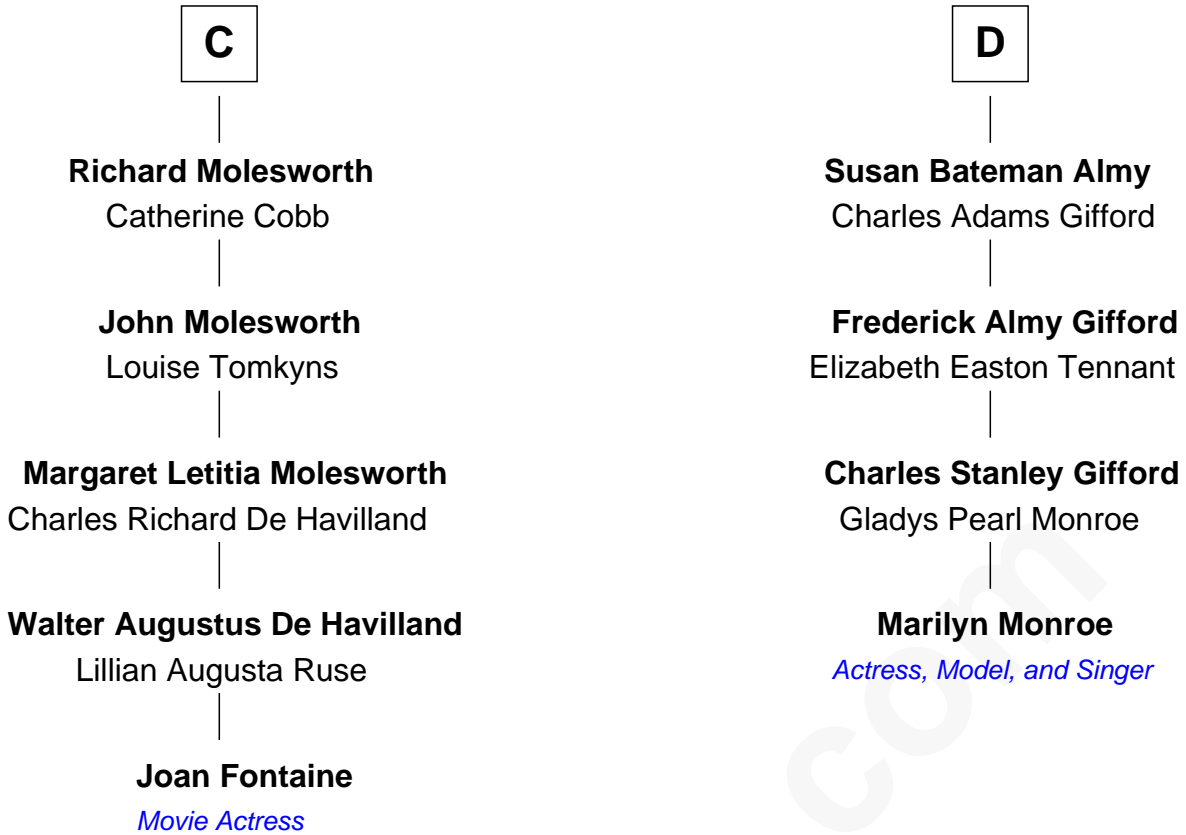 C
Richard Molesworth
Catherine Cobb
John Molesworth
Louise Tomkyns
Margaret Letitia Molesworth
Charles Richard De Havilland
Walter Augustus De Havilland
Lillian Augusta Ruse
Joan Fontaine
Movie Actress
D
Susan Bateman Almy
Charles Adams Gifford
Frederick Almy Gifford
Elizabeth Easton Tennant
Charles Stanley Gifford
Gladys Pearl Monroe
Marilyn Monroe
Actress, Model, and Singer
com